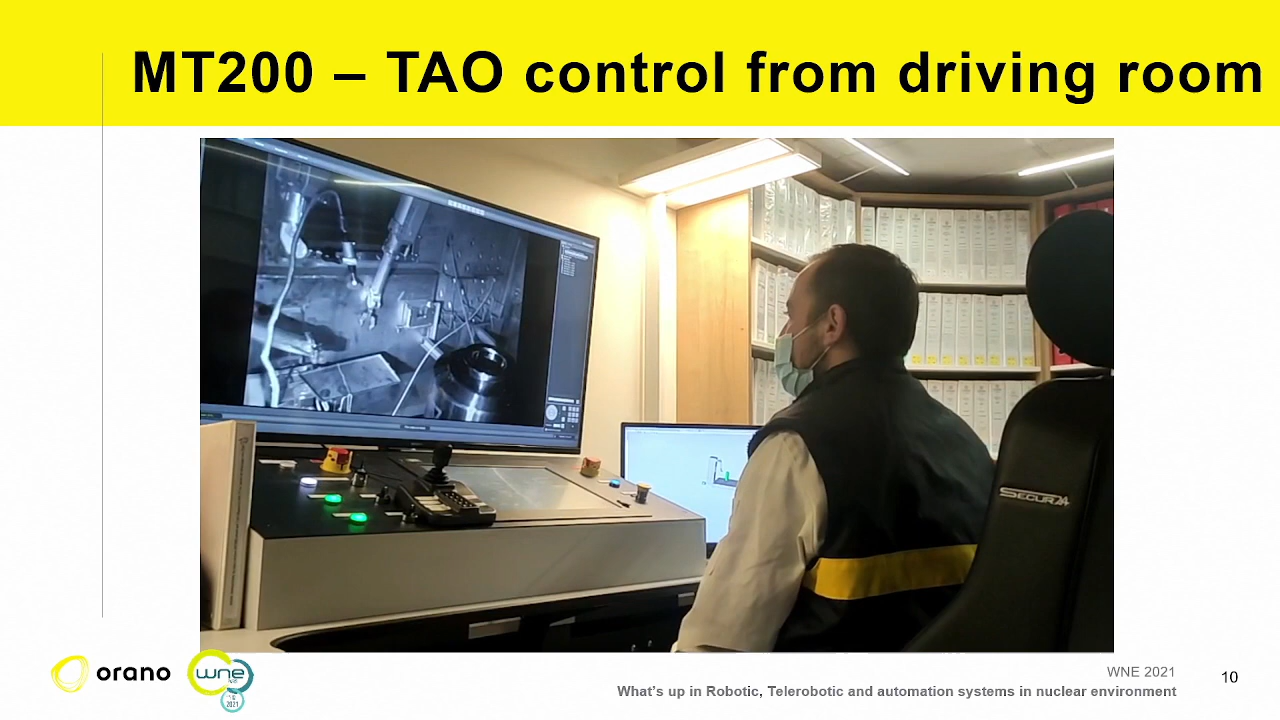 MT200 – TAO control from driving room
SECUR74
orano
wne
2021
WNE 2021
What's up in Robotic, Telerobotic and automation systems in nuclear environment
10